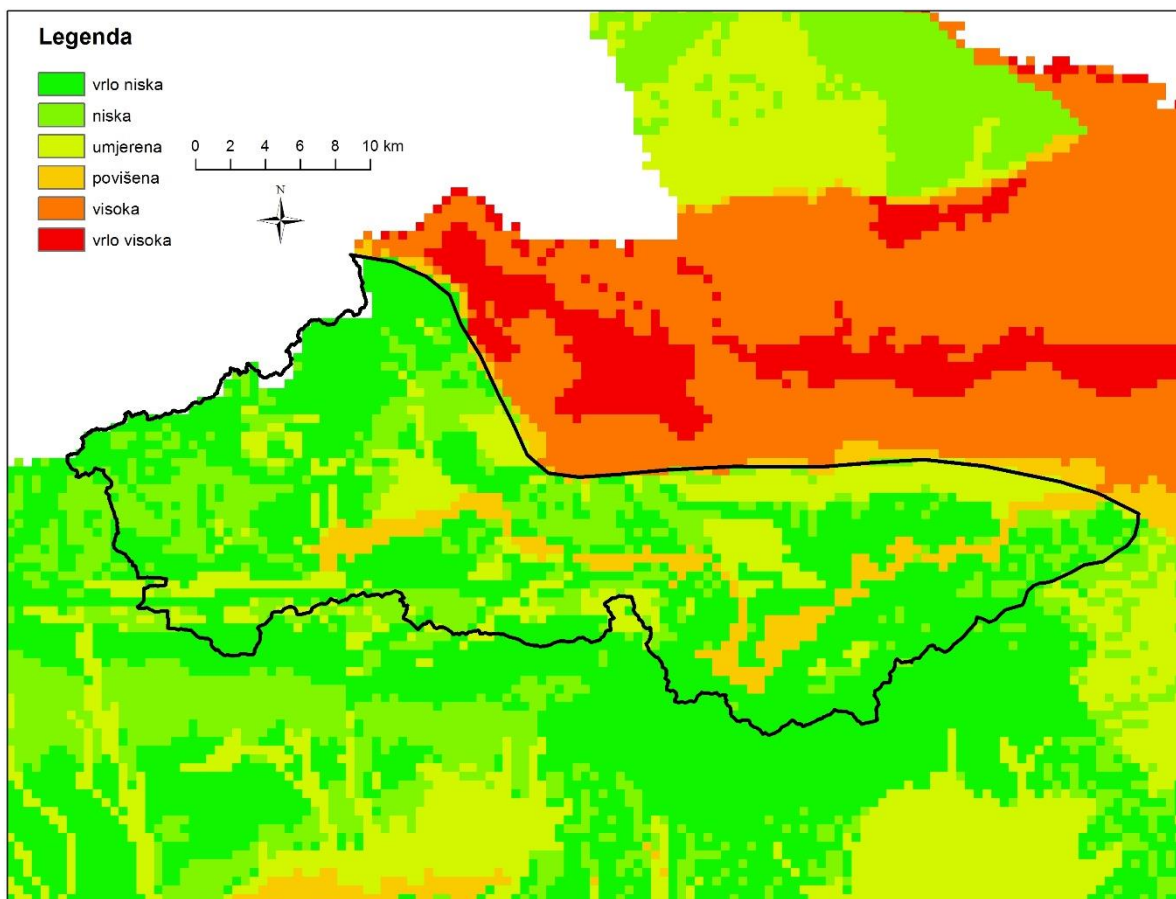 Legenda
vrlo niska
niska
umjerena
povišena
visoka
vrlo visoka
0 2 4 6 8 10 km
N